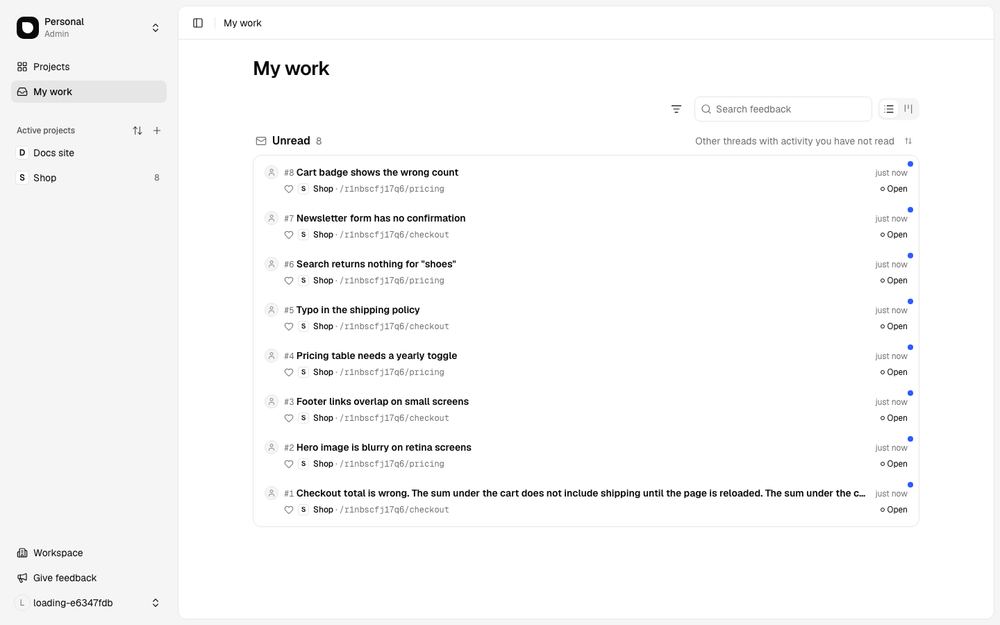 Personal
Admin
Projects
My work
Active projects
D Docs site
S Shop 8
Workspace
Give feedback
L loading-e6347fdb
My work
My work
Search feedback
Unread 8
Other threads with activity you have not read
#8 Cart badge shows the wrong count just now
S Shop · /r1nbscfj17q6/pricing Open
#7 Newsletter form has no confirmation just now
S Shop · /r1nbscfj17q6/checkout Open
#6 Search returns nothing for "shoes" just now
S Shop · /r1nbscfj17q6/pricing Open
#5 Typo in the shipping policy just now
S Shop · /r1nbscfj17q6/checkout Open
#4 Pricing table needs a yearly toggle just now
S Shop · /r1nbscfj17q6/pricing Open
#3 Footer links overlap on small screens just now
S Shop · /r1nbscfj17q6/checkout Open
#2 Hero image is blurry on retina screens just now
S Shop · /r1nbscfj17q6/pricing Open
#1 Checkout total is wrong. The sum under the cart does not include shipping until the page is reloaded. The sum under the c... just now
S Shop · /r1nbscfj17q6/checkout Open